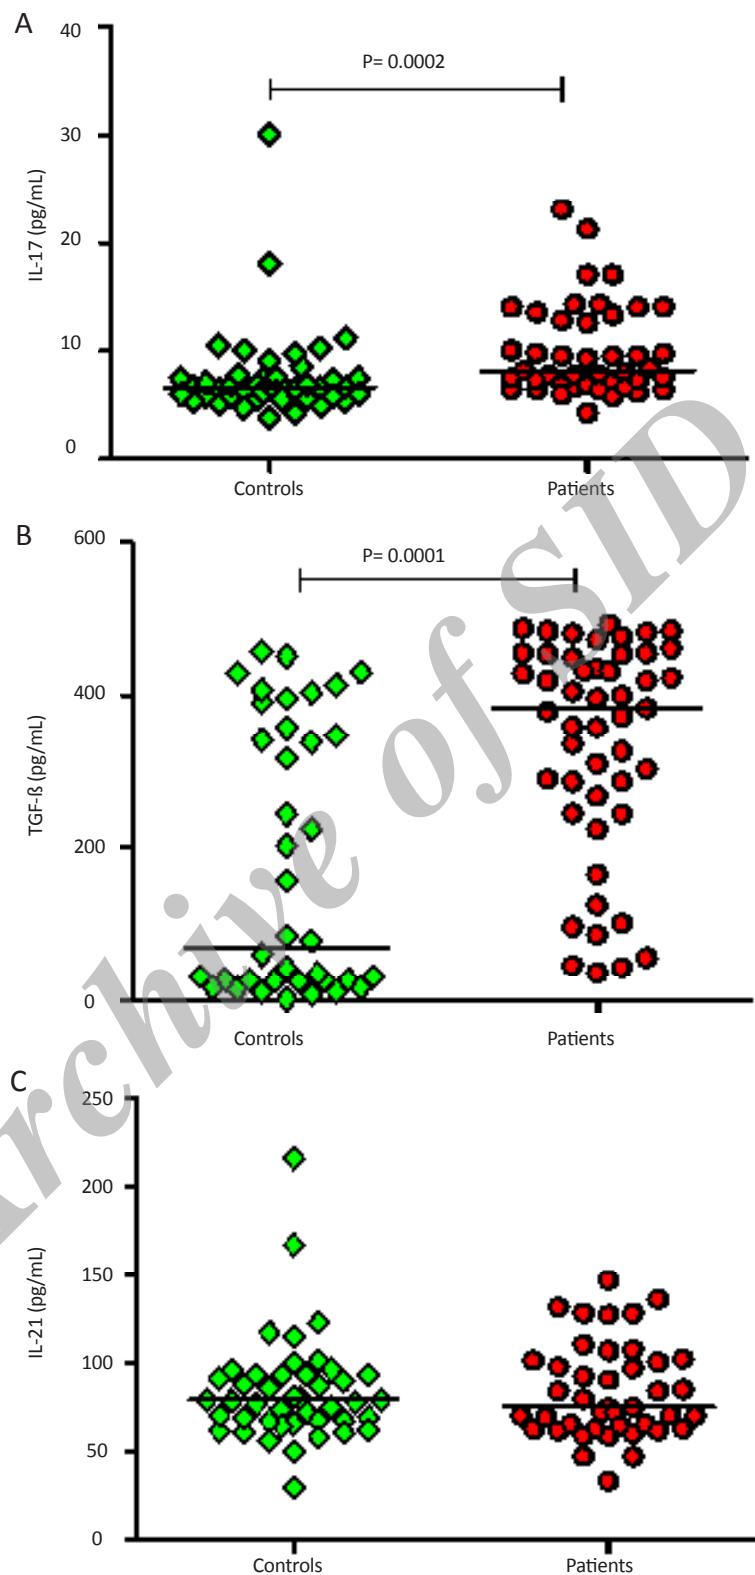 A
40
P= 0.0002
30
IL-17 (pg/mL)
20
10
0
Controls Patients
B
600
P= 0.0001
400
TGF-ß (pg/mL)
200
0
Controls Patients
C
250
200
150
IL-21 (pg/mL)
100
50
0
Controls Patients
Archive of SID